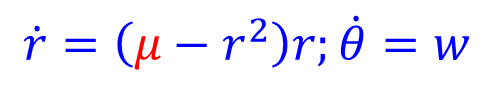 ṙ = (μ − r²)r; θ̇ = w